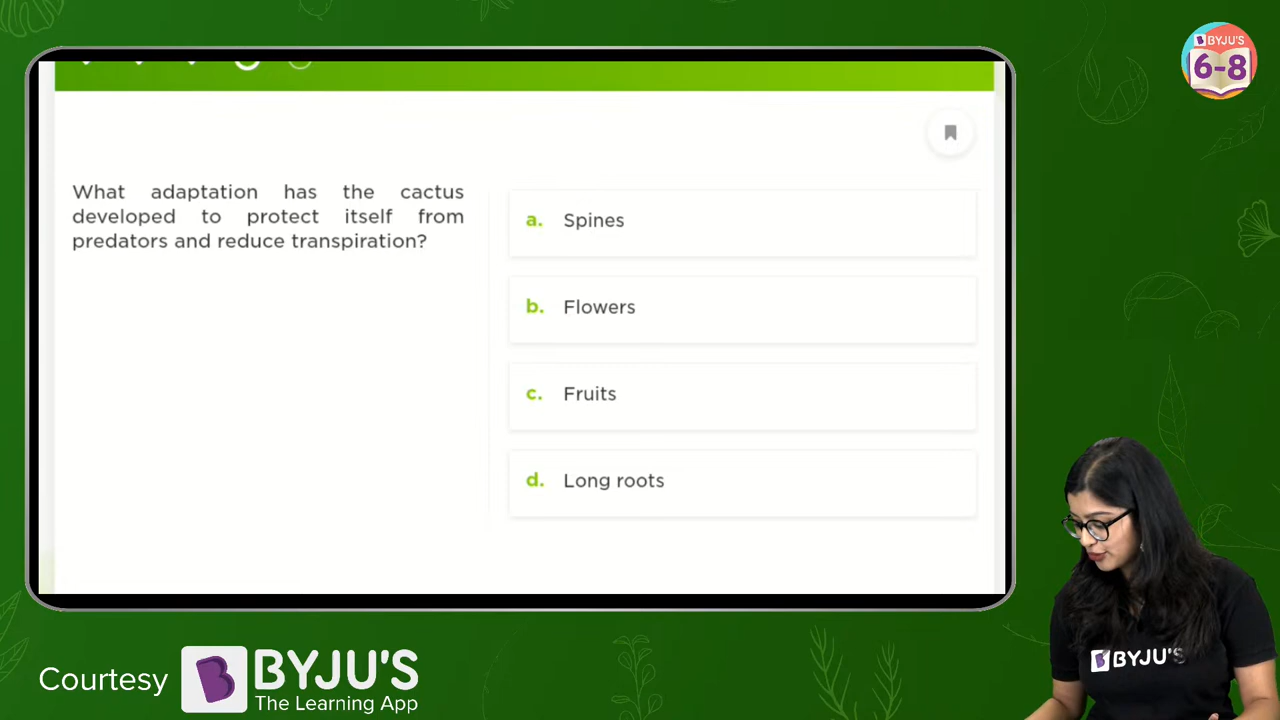 BYJU'S
6-8
What adaptation has the cactus
developed to protect itself from
predators and reduce transpiration?
a. Spines
b. Flowers
c. Fruits
d. Long roots
BYJU'S
Courtesy BYJU'S
The Learning App